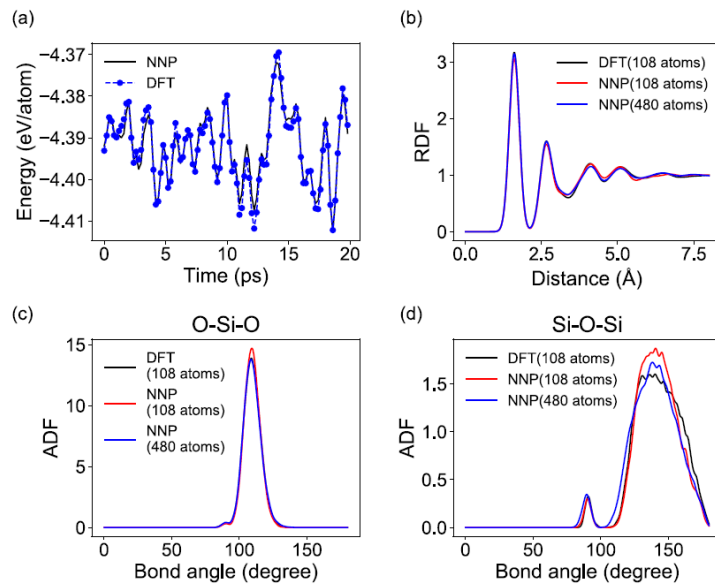 (a)
−4.37
−4.38
−4.39
−4.40
−4.41
Energy (eV/atom)
NNP
DFT
0
5
10
15
20
Time (ps)
(b)
3
2
1
0
RDF
DFT(108 atoms)
NNP(108 atoms)
NNP(480 atoms)
0.0
2.5
5.0
7.5
Distance (Å)
(c)
O-Si-O
15
10
5
0
ADF
DFT
(108 atoms)
NNP
(108 atoms)
NNP
(480 atoms)
0
50
100
150
Bond angle (degree)
(d)
Si-O-Si
1.5
1.0
0.5
0.0
ADF
DFT(108 atoms)
NNP(108 atoms)
NNP(480 atoms)
0
50
100
150
Bond angle (degree)